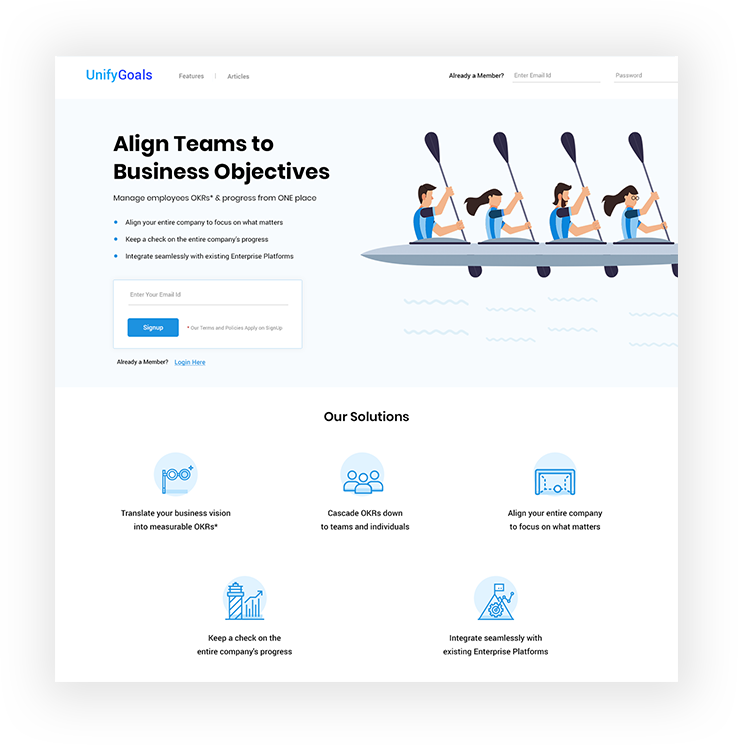 UnifyGoals Features | Articles Already a Member? Enter Email Id Password
Align Teams to
Business Objectives
Manage employees OKRs* & progress from ONE place
Align your entire company to focus on what matters
Keep a check on the entire company's progress
Integrate seamlessly with existing Enterprise Platforms
Enter Your Email Id
Signup * Our Terms and Policies Apply on SignUp
Already a Member? Login Here
Our Solutions
Translate your business vision
into measurable OKRs*
Cascade OKRs down
to teams and individuals
Align your entire company
to focus on what matters
Keep a check on the
entire company's progress
Integrate seamlessly with
existing Enterprise Platforms